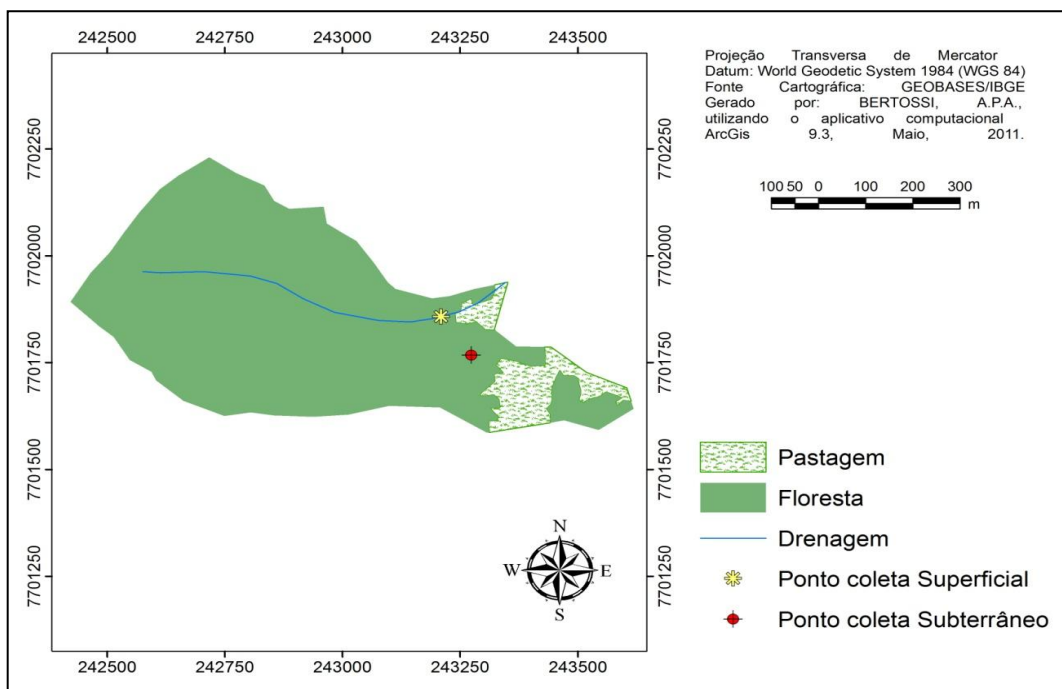 242500 242750 243000 243250 243500
7702250
7702000
7701750
7701500
7701250
7702250
7702000
7701750
7701500
7701250
242500 242750 243000 243250 243500
Projeção Transversa de Mercator
Datum: World Geodetic System 1984 (WGS 84)
Fonte Cartográfica: GEOBASES/IBGE
Gerado por: BERTOSSI, A.P.A.,
utilizando o aplicativo computacional
ArcGis 9.3, Maio, 2011.
100 50 0 100 200 300
m
Pastagem
Floresta
Drenagem
Ponto coleta Superficial
Ponto coleta Subterrâneo
N
W E
S